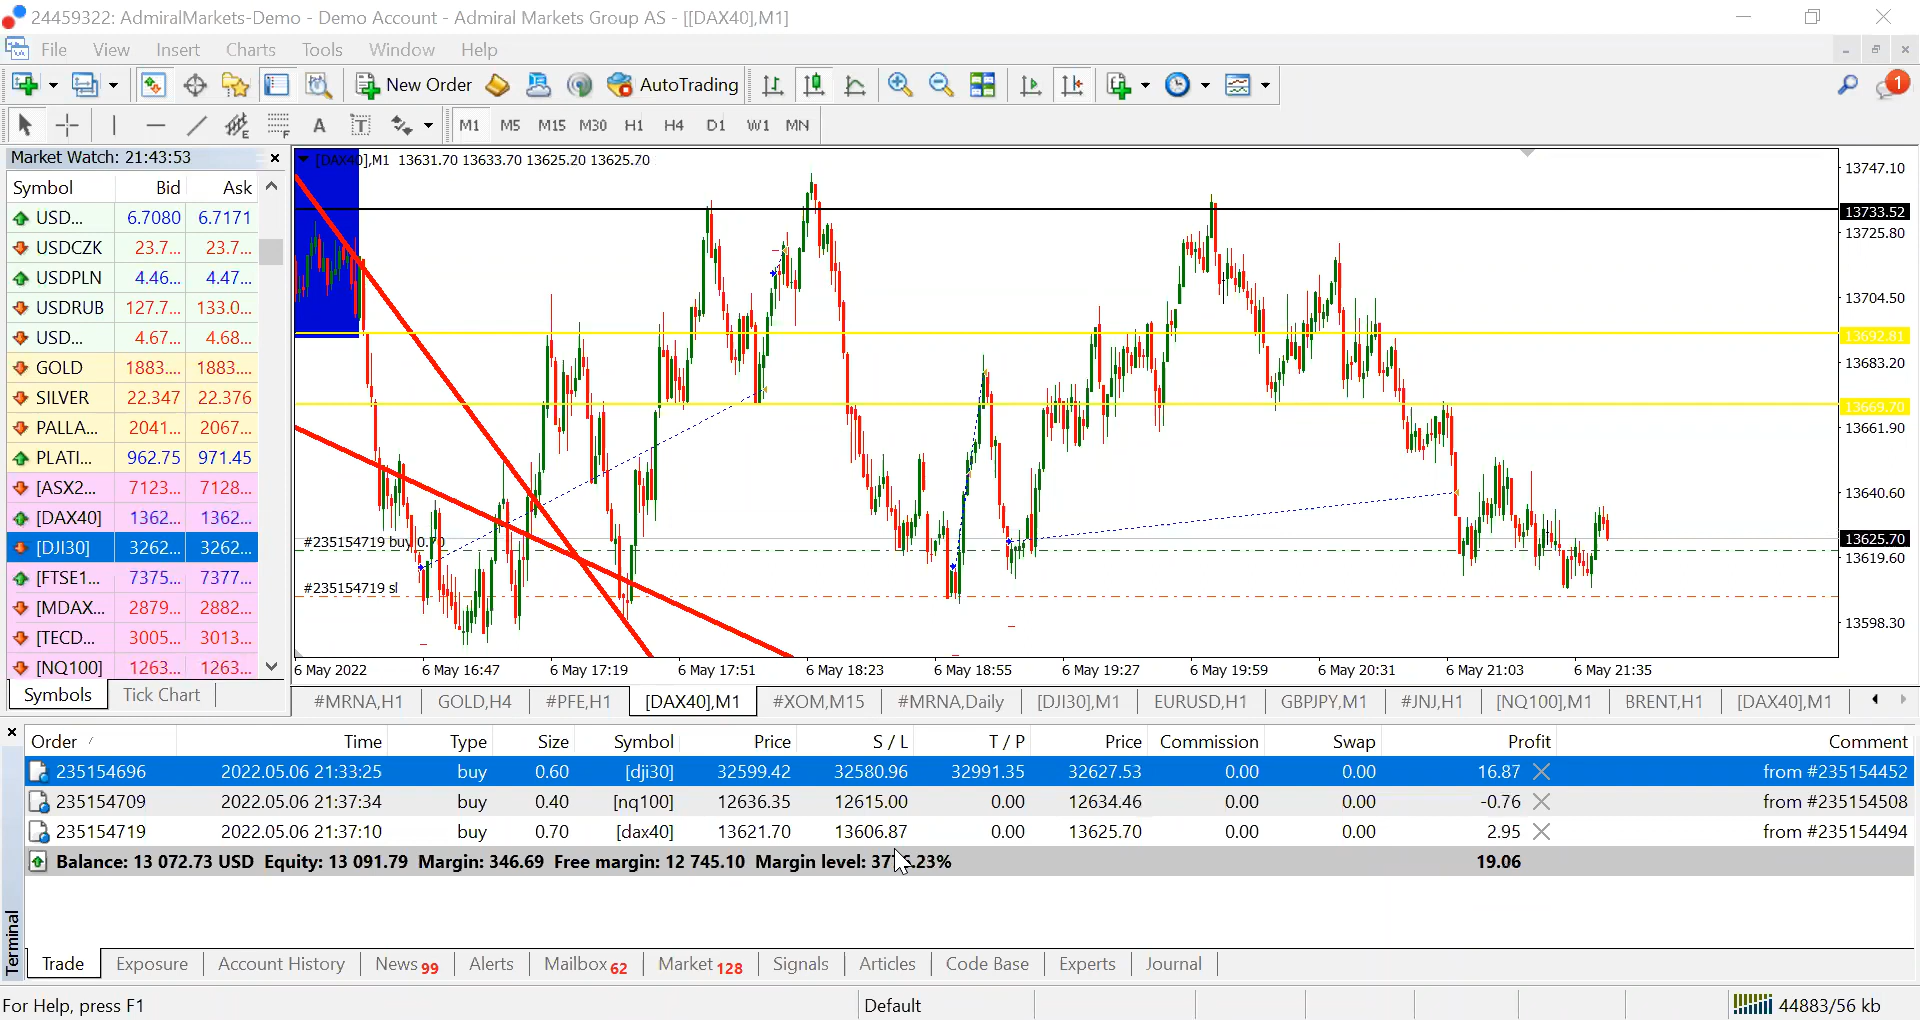 24459322: AdmiralMarkets-Demo - Demo Account - Admiral Markets Group AS - [[DAX40],M1]
File View Insert Charts Tools Window Help
New Order AutoTrading 1
A T M1 M5 M15 M30 H1 H4 D1 W1 MN
Market Watch: 21:43:53
Symbol Bid Ask
USD... 6.7080 6.7171
USDCZK 23.7... 23.7...
USDPLN 4.46... 4.47...
USDRUB 127.7... 133.0...
USD... 4.67... 4.68...
GOLD 1883.... 1883....
SILVER 22.347 22.376
PALLA... 2041... 2067...
PLATI... 962.75 971.45
[ASX2... 7123... 7128...
[DAX40] 1362... 1362...
[DJI30] 3262... 3262...
[FTSE1... 7375... 7377...
[MDAX... 2879... 2882...
[TECD... 3005... 3013...
[NQ100] 1263... 1263...
Symbols Tick Chart
[DAX40],M1 13631.70 13633.70 13625.20 13625.70
#235154719 buy 0.70
#235154719 sl
13747.10
13733.52
13725.80
13704.50
13692.81
13683.20
13669.70
13661.90
13640.60
13625.70
13619.60
13598.30
6 May 2022 6 May 16:47 6 May 17:19 6 May 17:51 6 May 18:23 6 May 18:55 6 May 19:27 6 May 19:59 6 May 20:31 6 May 21:03 6 May 21:35
#MRNA,H1 GOLD,H4 #PFE,H1 [DAX40],M1 #XOM,M15 #MRNA,Daily [DJI30],M1 EURUSD,H1 GBPJPY,M1 #JNJ,H1 [NQ100],M1 BRENT,H1 [DAX40],M1
Order Time Type Size Symbol Price S / L T / P Price Commission Swap Profit Comment
235154696 2022.05.06 21:33:25 buy 0.60 [dji30] 32599.42 32580.96 32991.35 32627.53 0.00 0.00 16.87 from #235154452
235154709 2022.05.06 21:37:34 buy 0.40 [nq100] 12636.35 12615.00 0.00 12634.46 0.00 0.00 -0.76 from #235154508
235154719 2022.05.06 21:37:10 buy 0.70 [dax40] 13621.70 13606.87 0.00 13625.70 0.00 0.00 2.95 from #235154494
Balance: 13 072.73 USD Equity: 13 091.79 Margin: 346.69 Free margin: 12 745.10 Margin level: 19.06
Terminal
Trade Exposure Account History News 99 Alerts Mailbox 62 Market 128 Signals Articles Code Base Experts Journal
For Help, press F1 Default 44883/56 kb